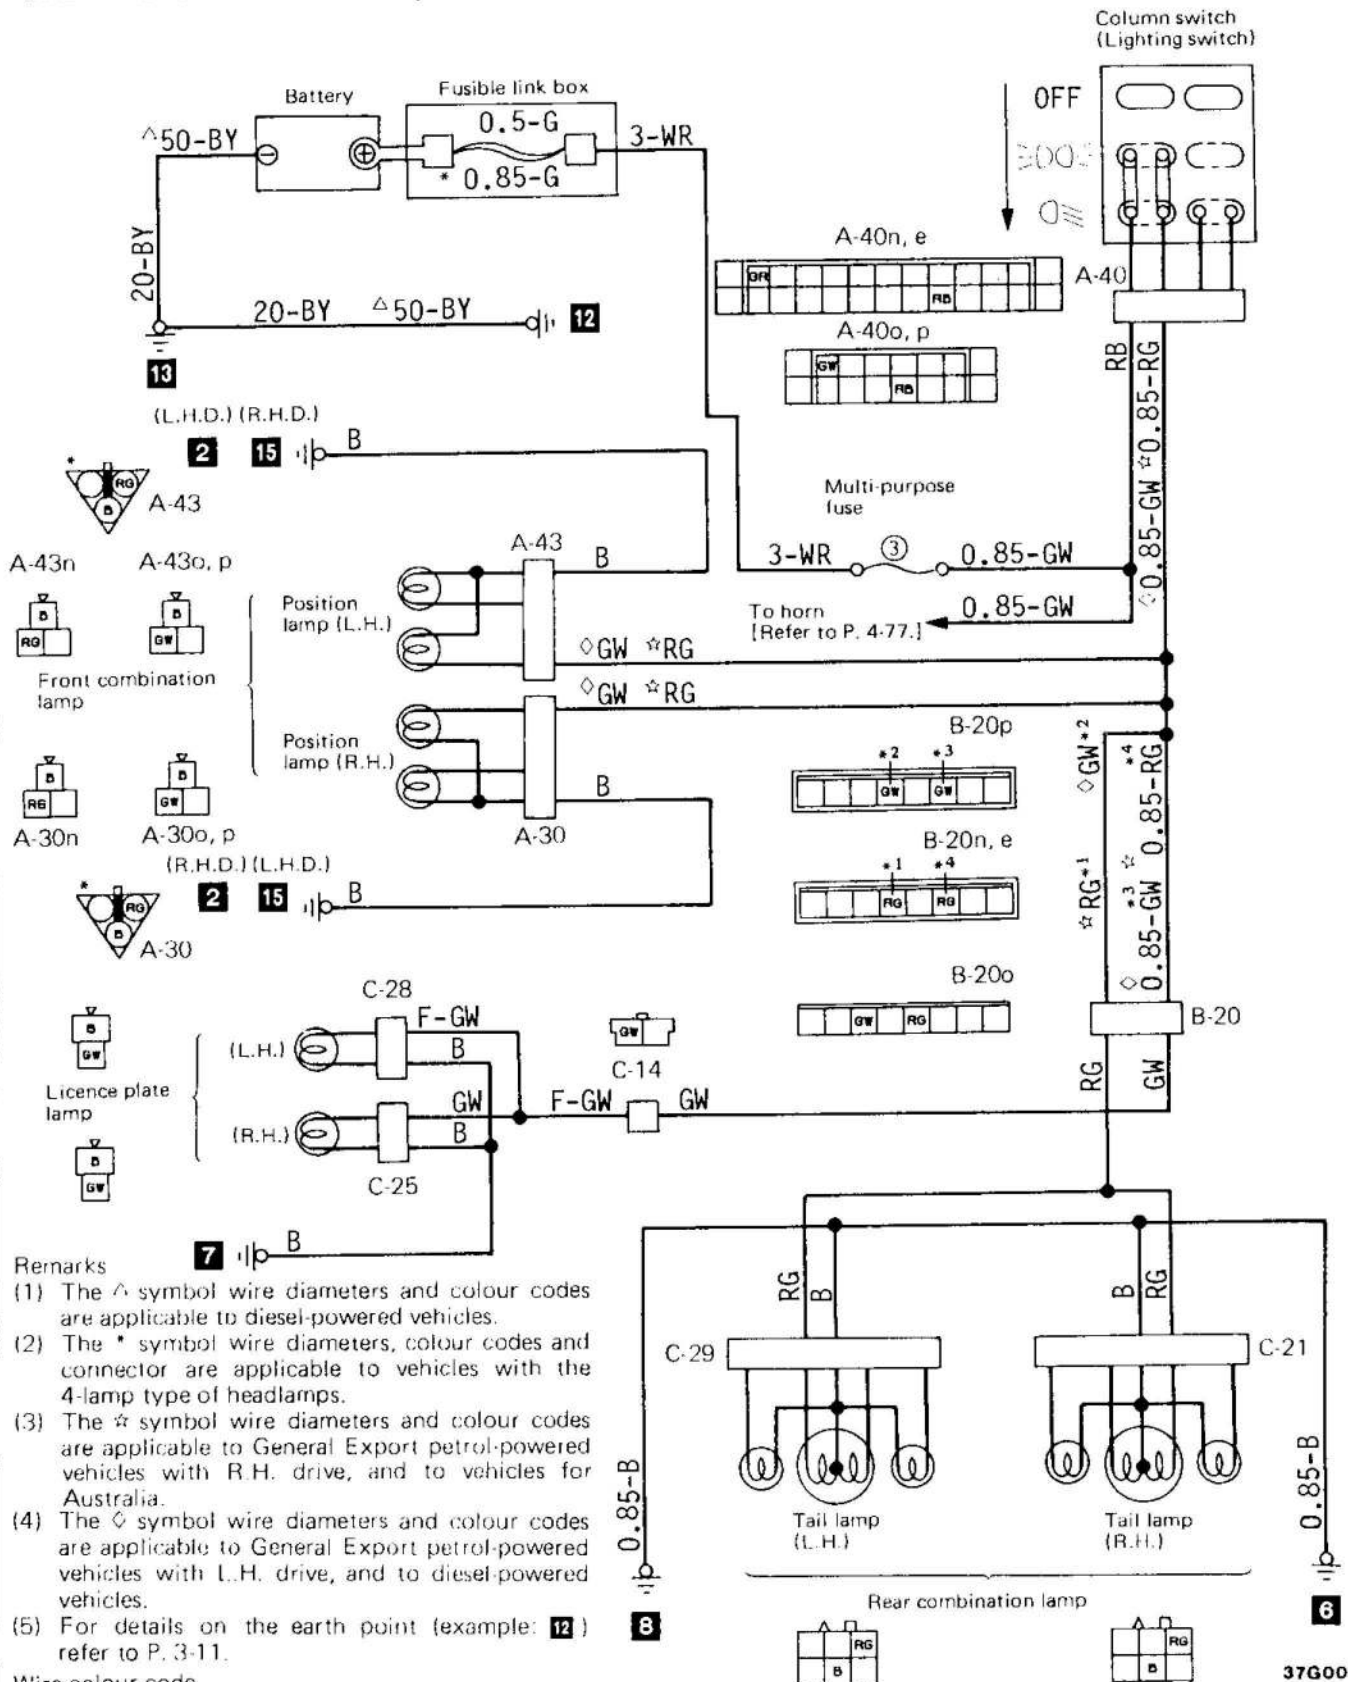 Column switch
(Lighting switch)
OFF
Battery
Fusible link box
△50-BY
0.5-G
* 0.85-G
3-WR
20-BY
20-BY △50-BY
12
13
A-40n, e
GR
RB
A-40
A-40o, p
GW
RB
RB
◇0.85-GW ☆0.85-RG
(L.H.D.) (R.H.D.)
2 15
B
*
RG
B
A-43
A-43n
A-43o, p
B
RG
B
GW
Front combination
lamp
Position
lamp (L.H.)
A-43
B
Multi-purpose
fuse
3-WR
3
0.85-GW
To horn
[Refer to P. 4-77.]
0.85-GW
◇GW ☆RG
◇GW ☆RG
Position
lamp (R.H.)
B
A-30
B
RG
B
GW
A-30n
A-30o, p
(R.H.D.) (L.H.D.)
2 15
B
*
RG
B
A-30
B-20p
*2 *3
GW GW
B-20n, e
*1 *4
RG RG
B-20o
GW RG
☆RG*1 ◇GW*2
◇0.85-GW*3 ☆0.85-RG*4
B-20
RG
GW
C-28
F-GW
B
(L.H.)
B
GW
Licence plate
lamp
B
GW
(R.H.)
GW
B
C-25
F-GW
GW
C-14
GW
7
B
RG
B
B
RG
C-29
C-21
0.85-B
0.85-B
Tail lamp
(L.H.)
Tail lamp
(R.H.)
8
6
Rear combination lamp
RG
B
RG
B
37G00
Remarks
(1) The △ symbol wire diameters and colour codes
are applicable to diesel-powered vehicles.
(2) The * symbol wire diameters, colour codes and
connector are applicable to vehicles with the
4-lamp type of headlamps.
(3) The ☆ symbol wire diameters and colour codes
are applicable to General Export petrol-powered
vehicles with R.H. drive, and to vehicles for
Australia.
(4) The ◇ symbol wire diameters and colour codes
are applicable to General Export petrol-powered
vehicles with L.H. drive, and to diesel-powered
vehicles.
(5) For details on the earth point (example: 12 )
refer to P. 3-11.
Wire colour code